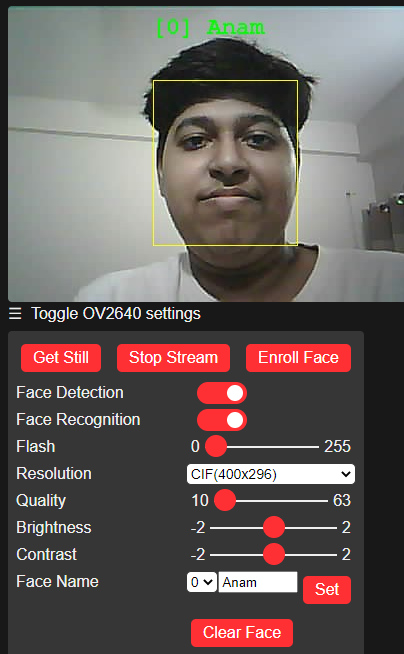 [0] Anam
☰ Toggle OV2640 settings
Get Still Stop Stream Enroll Face
Face Detection
Face Recognition
Flash 0 255
Resolution CIF(400x296)
Quality 10 63
Brightness -2 2
Contrast -2 2
Face Name 0 Anam Set
Clear Face